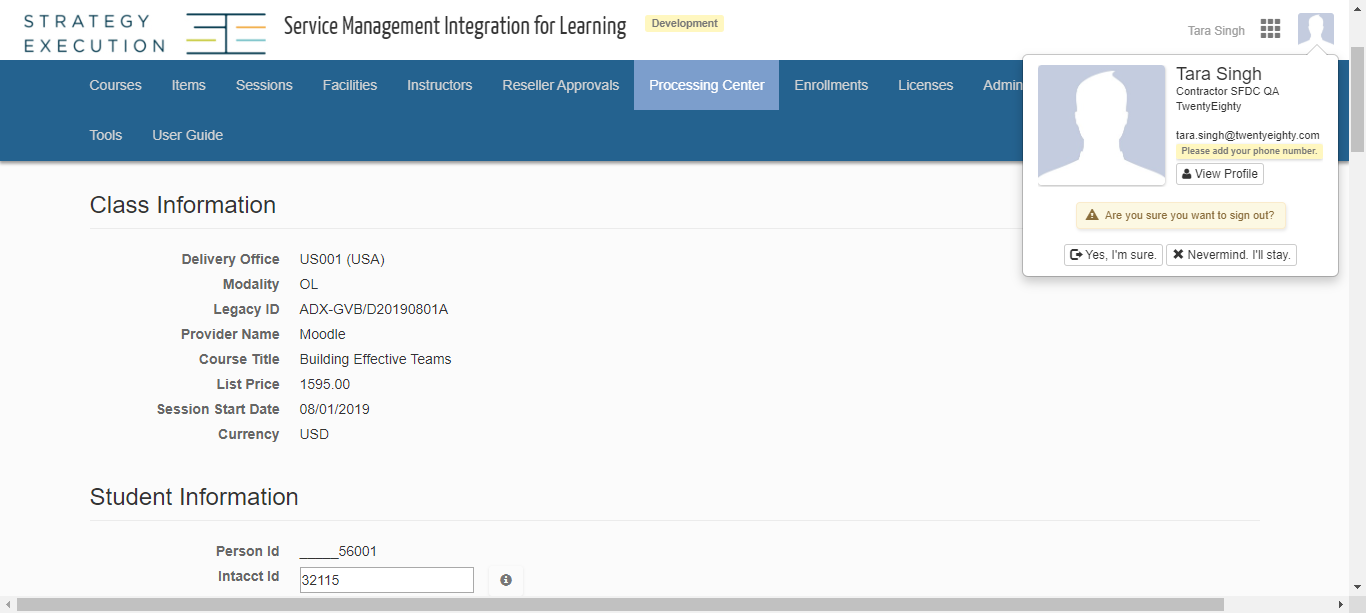 STRATEGY
EXECUTION
Service Management Integration for Learning
Development
Tara Singh
Courses Items Sessions Facilities Instructors Reseller Approvals Processing Center Enrollments Licenses Admin
Tools User Guide
Tara Singh
Contractor SFDC QA
TwentyEighty
tara.singh@twentyeighty.com
Please add your phone number.
View Profile
Are you sure you want to sign out?
Yes, I'm sure. Nevermind. I'll stay.
Class Information
Delivery Office US001 (USA)
Modality OL
Legacy ID ADX-GVB/D20190801A
Provider Name Moodle
Course Title Building Effective Teams
List Price 1595.00
Session Start Date 08/01/2019
Currency USD
Student Information
Person Id _____56001
Intacct Id 32115